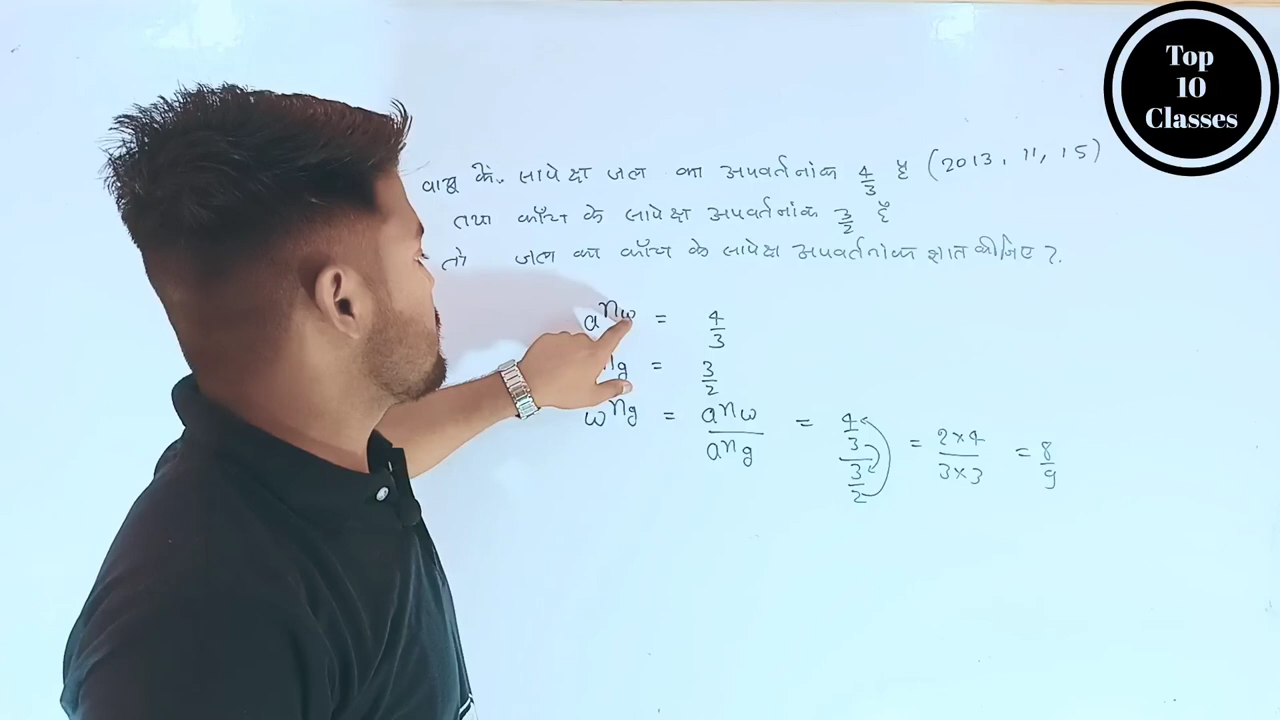 Top
10
Classes
वायु के सापेक्ष जल का अपवर्तनांक 4/3 है (2013, 11, 15)
तथा काँच के सापेक्ष अपवर्तनांक 3/2 है
तो जल का काँच के सापेक्ष अपवर्तनांक ज्ञात कीजिए ?.
anw = 4/3
ng = 3/2
wng = anw/ang = 4/3/3/2 = 2×4/3×3 = 8/9